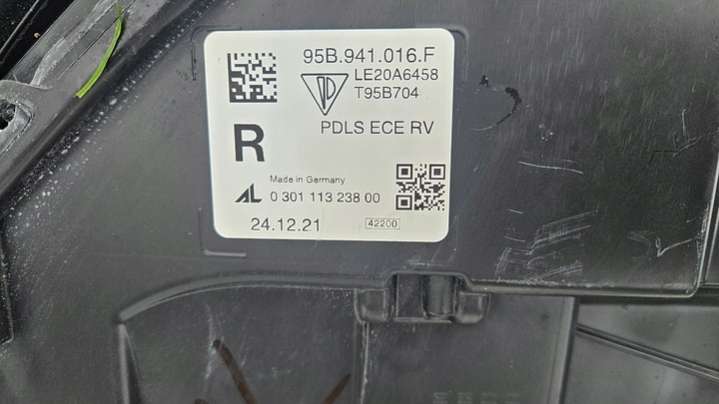 95B.941.016.F
LE20A6458
T95B704
PDLS ECE RV
R
Made in Germany
AL 0 301 113 238 00
24.12.21
42200